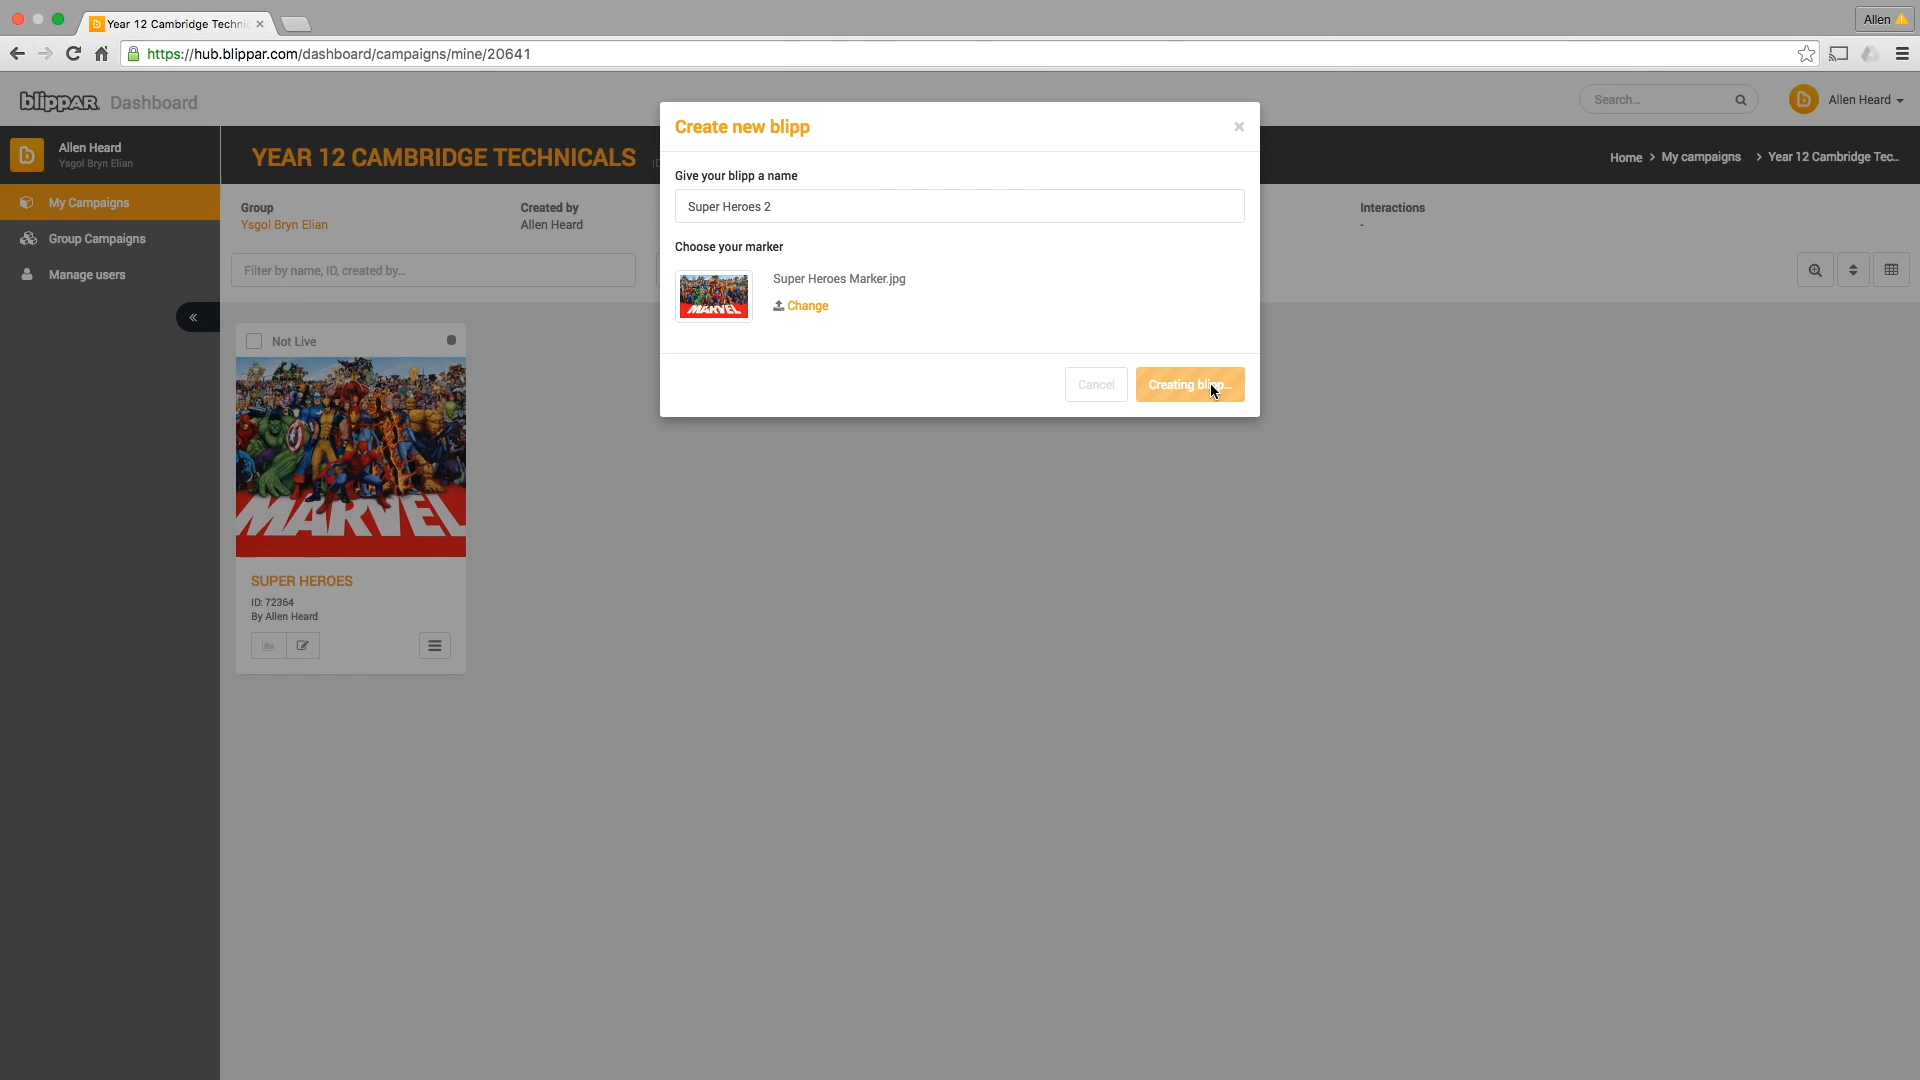 Year 12 Cambridge Techni
Allen
https://hub.blippar.com/dashboard/campaigns/mine/20641
blippAR Dashboard
Search...
Allen Heard
Allen Heard
Ysgol Bryn Elian
YEAR 12 CAMBRIDGE TECHNICALS
Home > My campaigns > Year 12 Cambridge Tec...
My Campaigns
Group Campaigns
Manage users
Group
Ysgol Bryn Elian
Created by
Allen Heard
Interactions
-
Filter by name, ID, created by...
Create new blipp
Give your blipp a name
Super Heroes 2
Choose your marker
MARVEL
Super Heroes Marker.jpg
Change
Cancel
Creating blipp...
Not Live
MARVEL
SUPER HEROES
ID: 72364
By Allen Heard